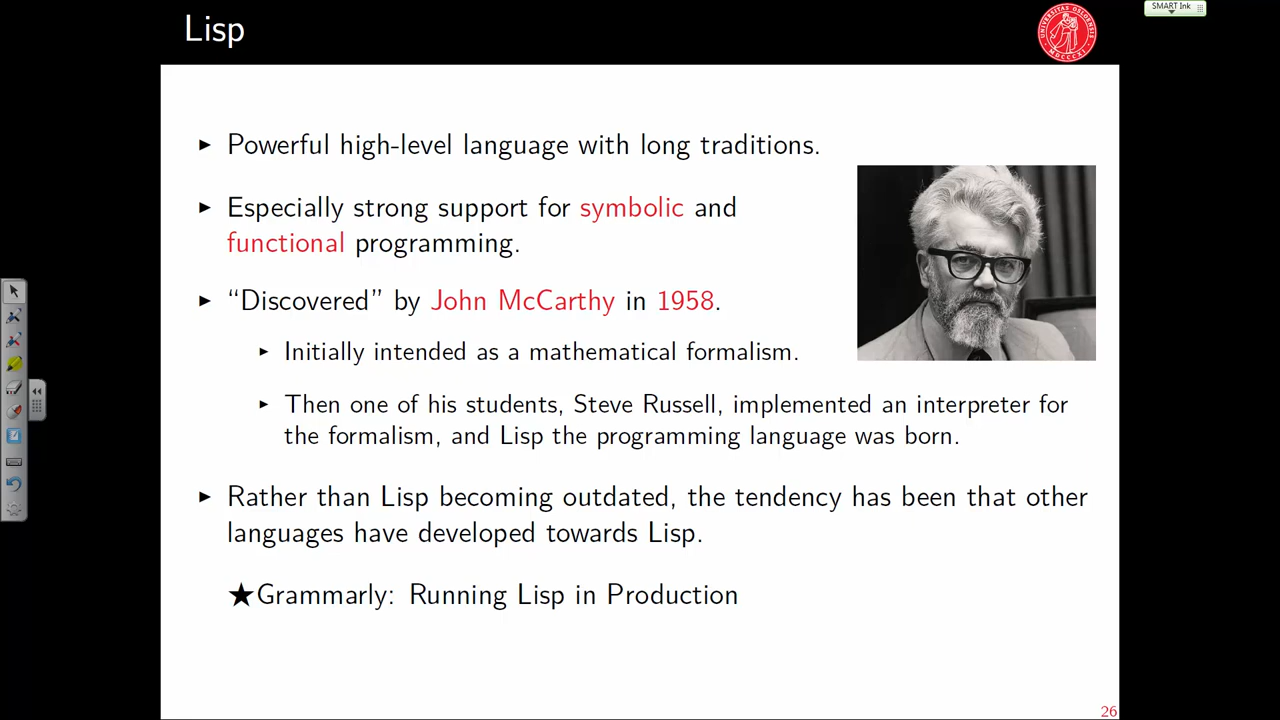 SMART Ink
Lisp
UNIVERSITAS OSLOENSIS
MDCCCXI
▶ Powerful high-level language with long traditions.
▶ Especially strong support for symbolic and
functional programming.
▶ “Discovered” by John McCarthy in 1958.
▶ Initially intended as a mathematical formalism.
▶ Then one of his students, Steve Russell, implemented an interpreter for
the formalism, and Lisp the programming language was born.
▶ Rather than Lisp becoming outdated, the tendency has been that other
languages have developed towards Lisp.
★Grammarly: Running Lisp in Production
26